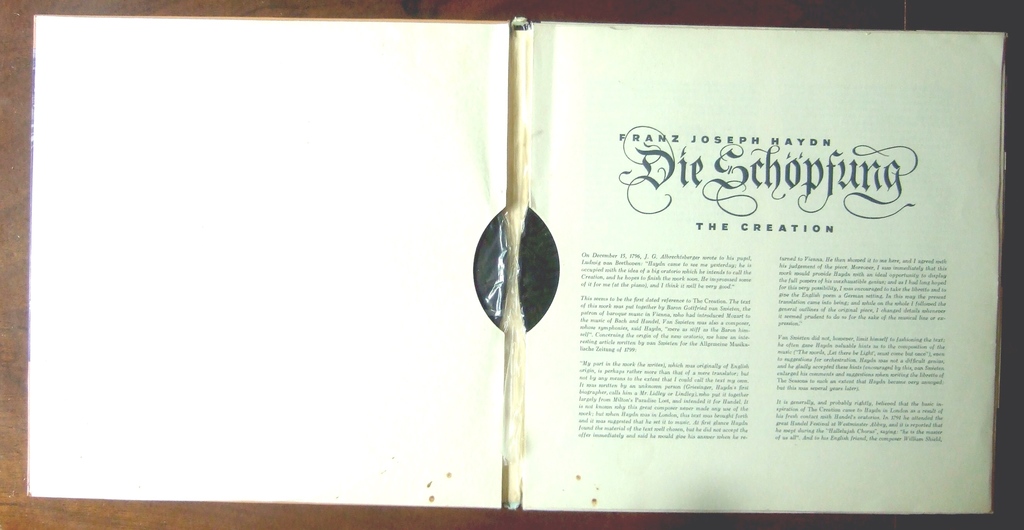 FRANZ JOSEPH HAYDN
Die Schöpfung
THE CREATION
On December 15, 1796, J. G. Albrechtsberger wrote to his pupil,
Ludwig van Beethoven: "Haydn came to see me yesterday; he is
occupied with the idea of a big oratorio which he intends to call the
Creation, and he hopes to finish the work soon. He improvised some
of it for me (at the piano), and I think it will be very good."
This seems to be the first dated reference to The Creation. The text
of this work was put together by Baron Gottfried van Swieten, the
patron of baroque music in Vienna, who had introduced Mozart to
the music of Bach and Handel. Van Swieten was also a composer,
whose symphonies, said Haydn, "were as stiff as the Baron him-
self". Concerning the origin of the new oratorio, we have an inte-
resting article written by van Swieten for the Allgemeine Musika-
lische Zeitung of 1799:
"My part in the work (he writes), which was originally of English
origin, is perhaps rather more than that of a mere translator; but
not by any means to the extent that I could call the text my own.
It was written by an unknown person (Griesinger, Haydn's first
biographer, calls him a Mr. Lidley or Lindley), who put it together
largely from Milton's Paradise Lost, and intended it for Handel. It
is not known why this great composer never made any use of the
work; but when Haydn was in London, this text was brought forth
and it was suggested that he set it to music. At first glance Haydn
found the material of the text well chosen, but he did not accept the
offer immediately and said he would give his answer when he re-
turned to Vienna. He then showed it to me here, and I agreed with
his judgement of the piece. Moreover, I saw immediately that this
work would provide Haydn with an ideal opportunity to display
the full powers of his inexhaustible genius; and as I had long hoped
for this very possibility, I was encouraged to take the libretto and to
give the English poem a German setting. In this way the present
translation came into being; and while on the whole I followed the
general outlines of the original piece, I changed details whenever
it seemed prudent to do so for the sake of the musical line or ex-
pression."
Van Swieten did not, however, limit himself to fashioning the text;
he often gave Haydn valuable hints as to the composition of the
music ("The words, 'Let there be Light', must come but once"), even
to suggestions for orchestration. Haydn was not a difficult genius,
and he gladly accepted these hints (encouraged by this, van Swieten
enlarged his comments and suggestions when writing the libretto of
The Seasons to such an extent that Haydn became very annoyed;
but this was several years later).
It is generally, and probably rightly, believed that the basic in-
spiration of The Creation came to Haydn in London as a result of
his fresh contact with Handel's oratorios. In 1791 he attended the
great Handel Festival at Westminster Abbey, and it is reported that
he wept during the "Hallelujah Chorus", saying: "he is the master
of us all". And to his English friend, the composer William Shield,